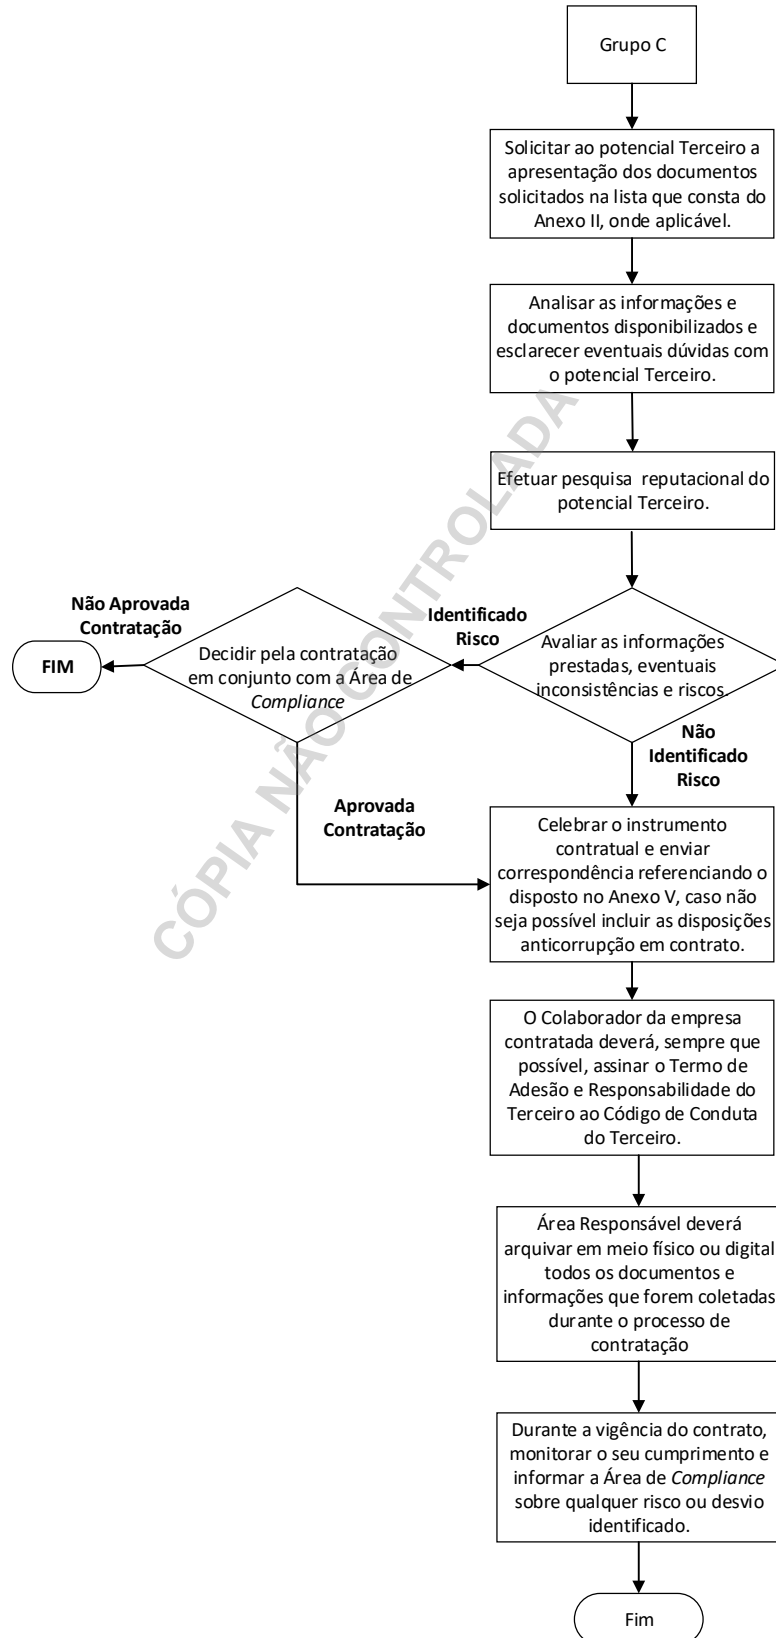 Grupo C
Solicitar ao potencial Terceiro a
apresentação dos documentos
solicitados na lista que consta do
Anexo II, onde aplicável.
Analisar as informações e
documentos disponibilizados e
esclarecer eventuais dúvidas com
o potencial Terceiro.
Efetuar pesquisa reputacional do
potencial Terceiro.
Avaliar as informações
prestadas, eventuais
inconsistências e riscos.
Identificado
Risco
Decidir pela contratação
em conjunto com a Área de
Compliance
Não Aprovada
Contratação
FIM
Não
Identificado
Risco
Aprovada
Contratação
Celebrar o instrumento
contratual e enviar
correspondência referenciando o
disposto no Anexo V, caso não
seja possível incluir as disposições
anticorrupção em contrato.
O Colaborador da empresa
contratada deverá, sempre que
possível, assinar o Termo de
Adesão e Responsabilidade do
Terceiro ao Código de Conduta
do Terceiro.
Área Responsável deverá
arquivar em meio físico ou digital
todos os documentos e
informações que forem coletadas
durante o processo de
contratação
Durante a vigência do contrato,
monitorar o seu cumprimento e
informar a Área de Compliance
sobre qualquer risco ou desvio
identificado.
Fim
CÓPIA NÃO CONTROLADA